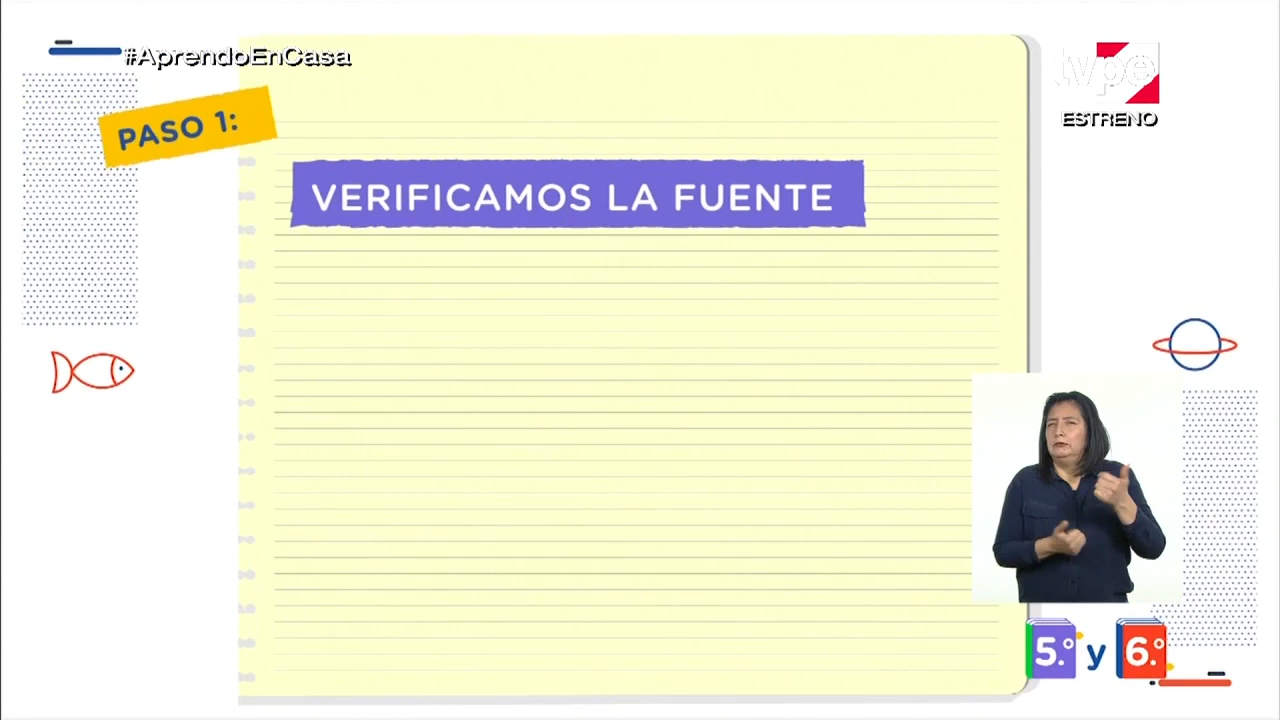 #AprendoEnCasa
tvpe
ESTRENO
PASO 1:
VERIFICAMOS LA FUENTE
5.º y 6.º